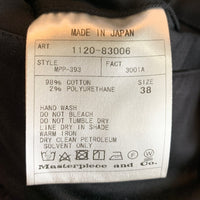 MADE IN JAPAN
ART
1120-83006
STYLE FACT
MPP-393 3001A
98% COTTON SIZE
2% POLYURETHANE 38
HAND WASH
DO NOT BLEACH
DO NOT TUMBLE DRY
LINE DRY IN SHADE
WARM IRON
DRY CLEAN PETROLEUM
SOLVENT ONLY
Masterpiece and Co.